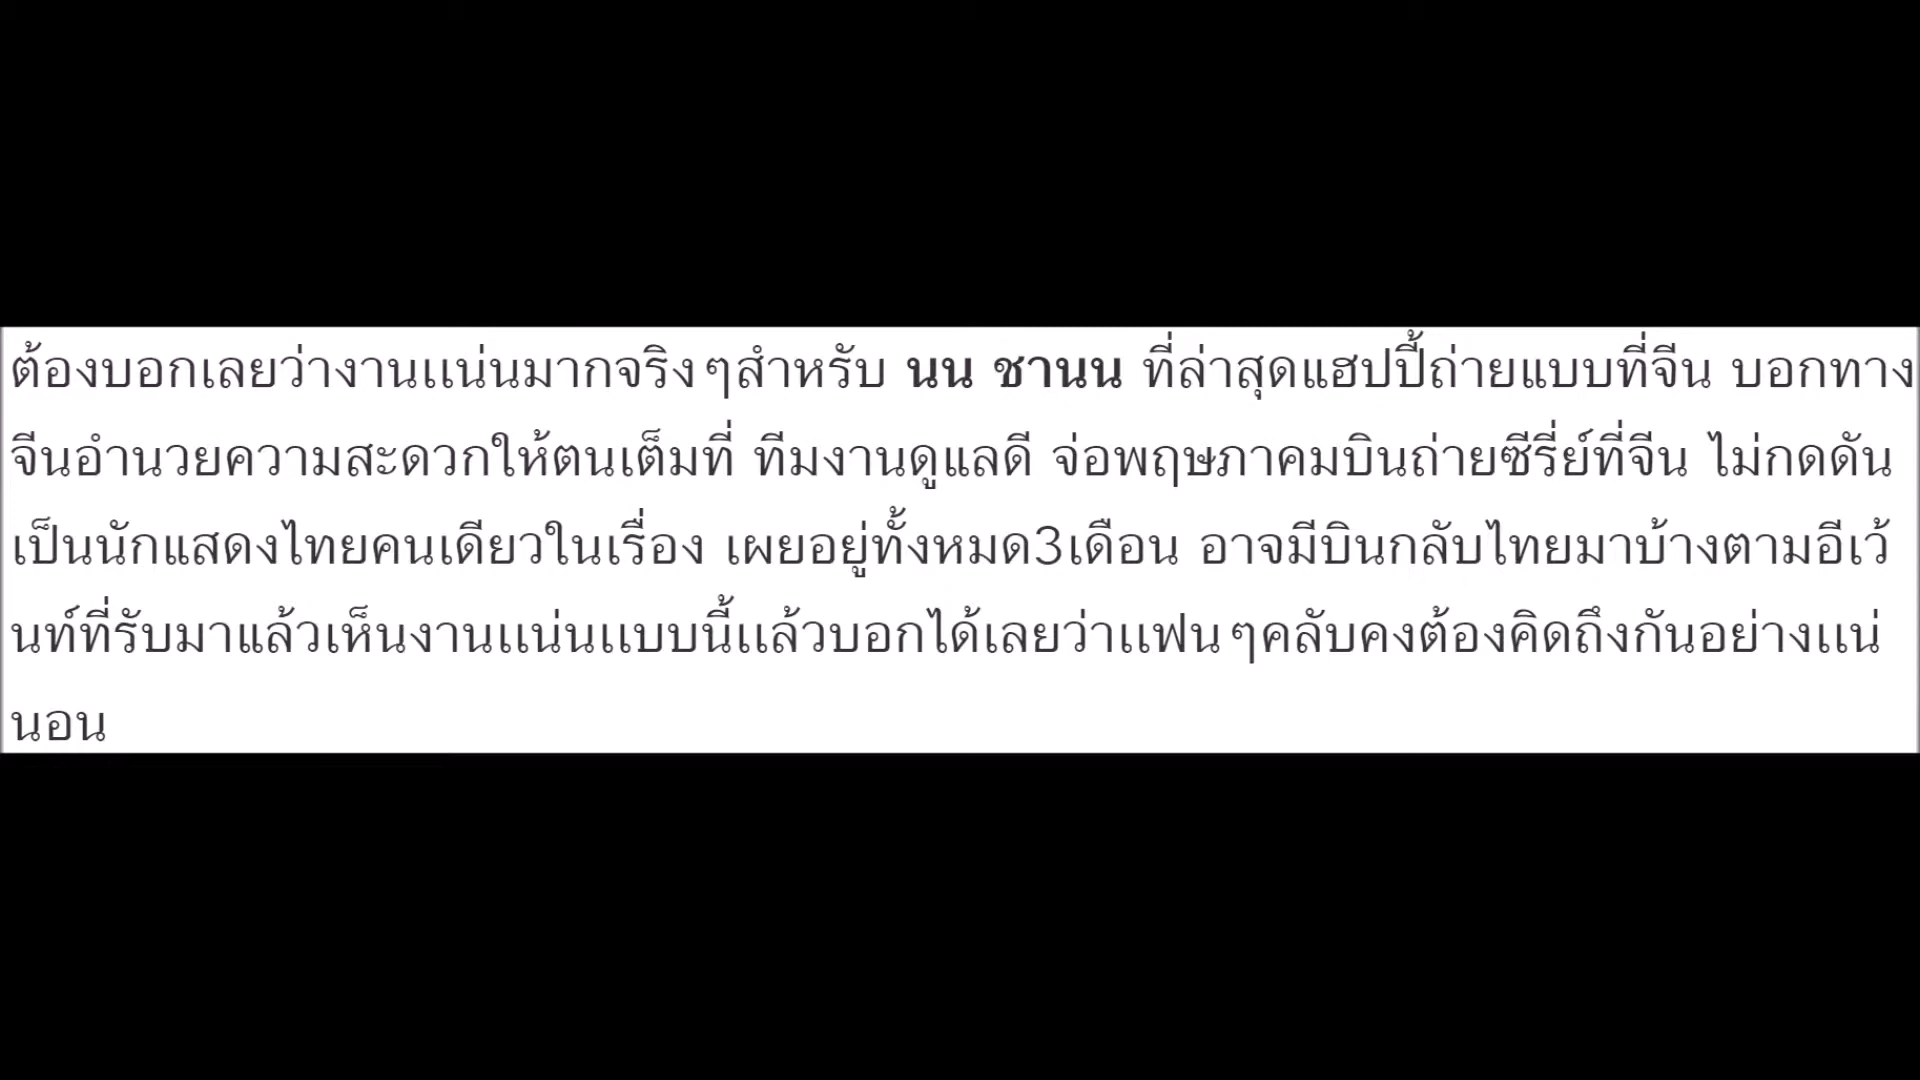 ต้องบอกเลยว่างานแน่นมากจริงๆสำหรับ นน ชานน ที่ล่าสุดแฮปปี้ถ่ายแบบที่จีน บอกทาง
จีนอำนวยความสะดวกให้ตนเต็มที่ ทีมงานดูแลดี จ่อพฤษภาคมบินถ่ายซีรี่ย์ที่จีน ไม่กดดัน
เป็นนักแสดงไทยคนเดียวในเรื่อง เผยอยู่ทั้งหมด3เดือน อาจมีบินกลับไทยมาบ้างตามอีเว้
นท์ที่รับมาแล้วเห็นงานแน่นแบบนี้แล้วบอกได้เลยว่าแฟนๆคลับคงต้องคิดถึงกันอย่างแน่
นอน